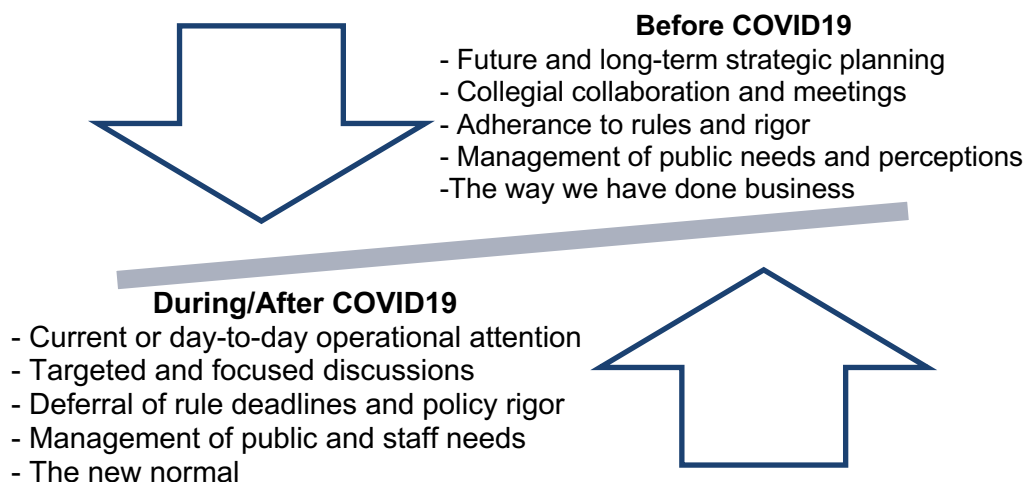 Before COVID19
- Future and long-term strategic planning
- Collegial collaboration and meetings
- Adherance to rules and rigor
- Management of public needs and perceptions
-The way we have done business
During/After COVID19
- Current or day-to-day operational attention
- Targeted and focused discussions
- Deferral of rule deadlines and policy rigor
- Management of public and staff needs
- The new normal